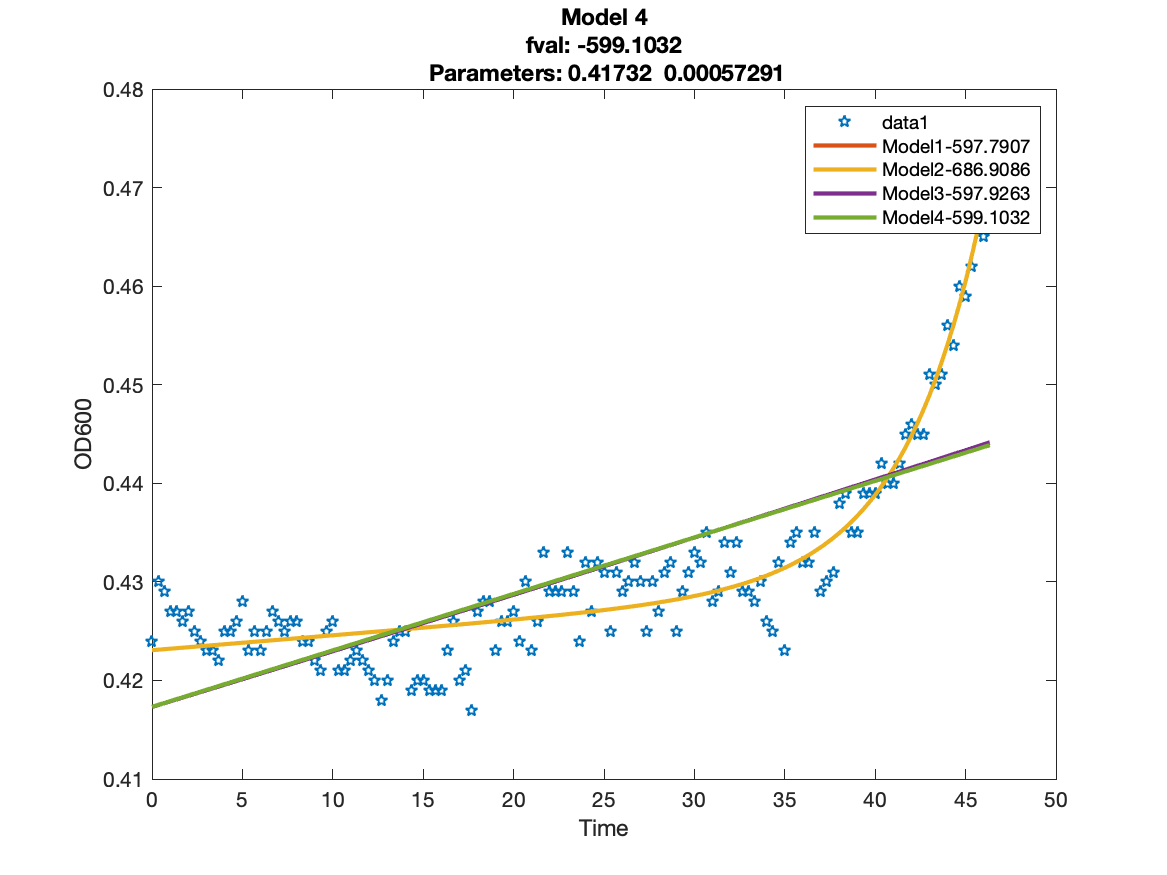 Model 4
fval: -599.1032
Parameters: 0.41732 0.00057291
0.48
0.47
0.46
0.45
0.44
0.43
0.42
0.41
OD600
data1
Model1-597.7907
Model2-686.9086
Model3-597.9263
Model4-599.1032
0 5 10 15 20 25 30 35 40 45 50
Time